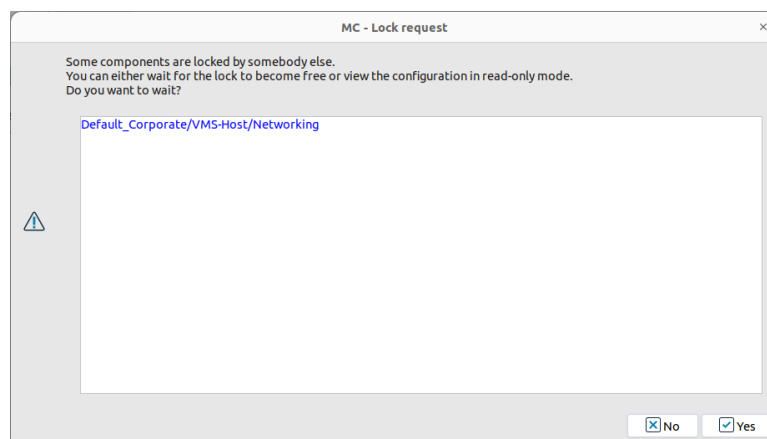 MC - Lock request
Some components are locked by somebody else.
You can either wait for the lock to become free or view the configuration in read-only mode.
Do you want to wait?
Default_Corporate/VMS-Host/Networking
No
Yes